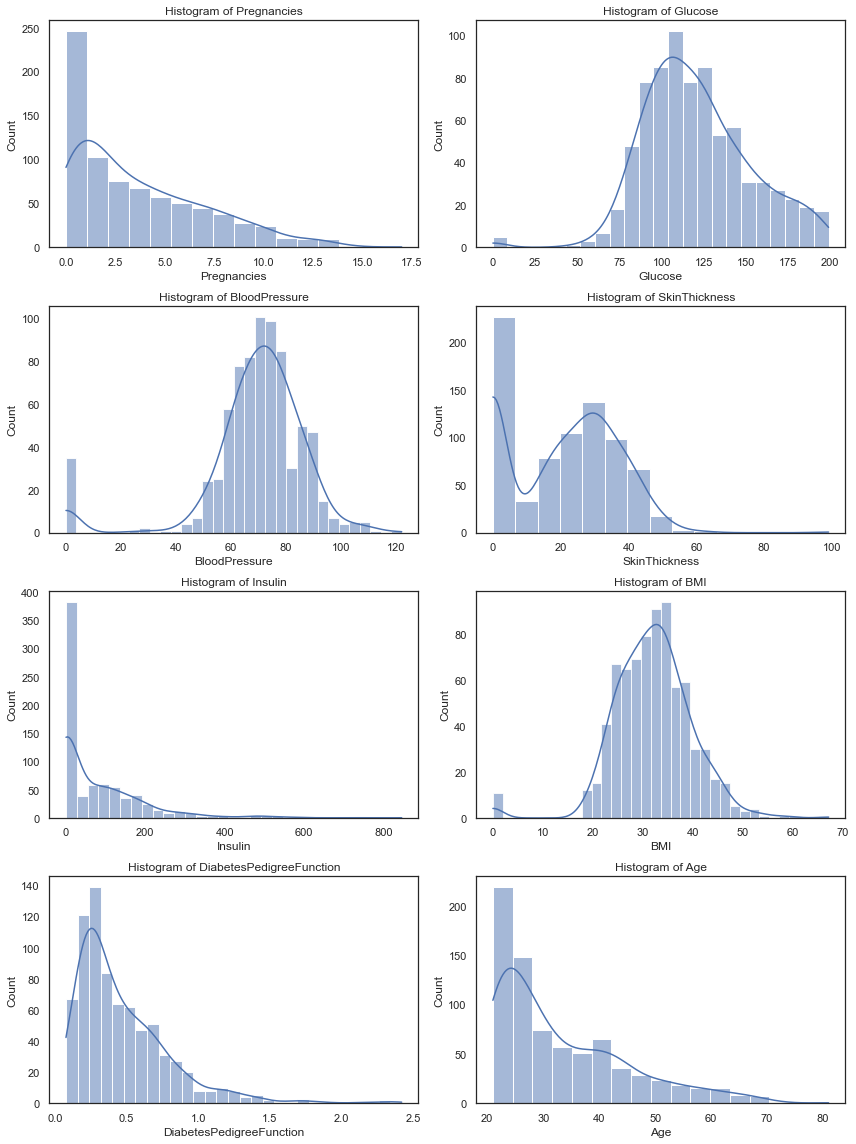 Histogram of Pregnancies
Count
250
200
150
100
50
0
0.0 2.5 5.0 7.5 10.0 12.5 15.0 17.5
Pregnancies
Histogram of Glucose
Count
100
80
60
40
20
0
0 25 50 75 100 125 150 175 200
Glucose
Histogram of BloodPressure
Count
100
80
60
40
20
0
0 20 40 60 80 100 120
BloodPressure
Histogram of SkinThickness
Count
200
150
100
50
0
0 20 40 60 80 100
SkinThickness
Histogram of Insulin
Count
400
350
300
250
200
150
100
50
0
0 200 400 600 800
Insulin
Histogram of BMI
Count
80
60
40
20
0
0 10 20 30 40 50 60 70
BMI
Histogram of DiabetesPedigreeFunction
Count
140
120
100
80
60
40
20
0
0.0 0.5 1.0 1.5 2.0 2.5
DiabetesPedigreeFunction
Histogram of Age
Count
200
150
100
50
0
20 30 40 50 60 70 80
Age